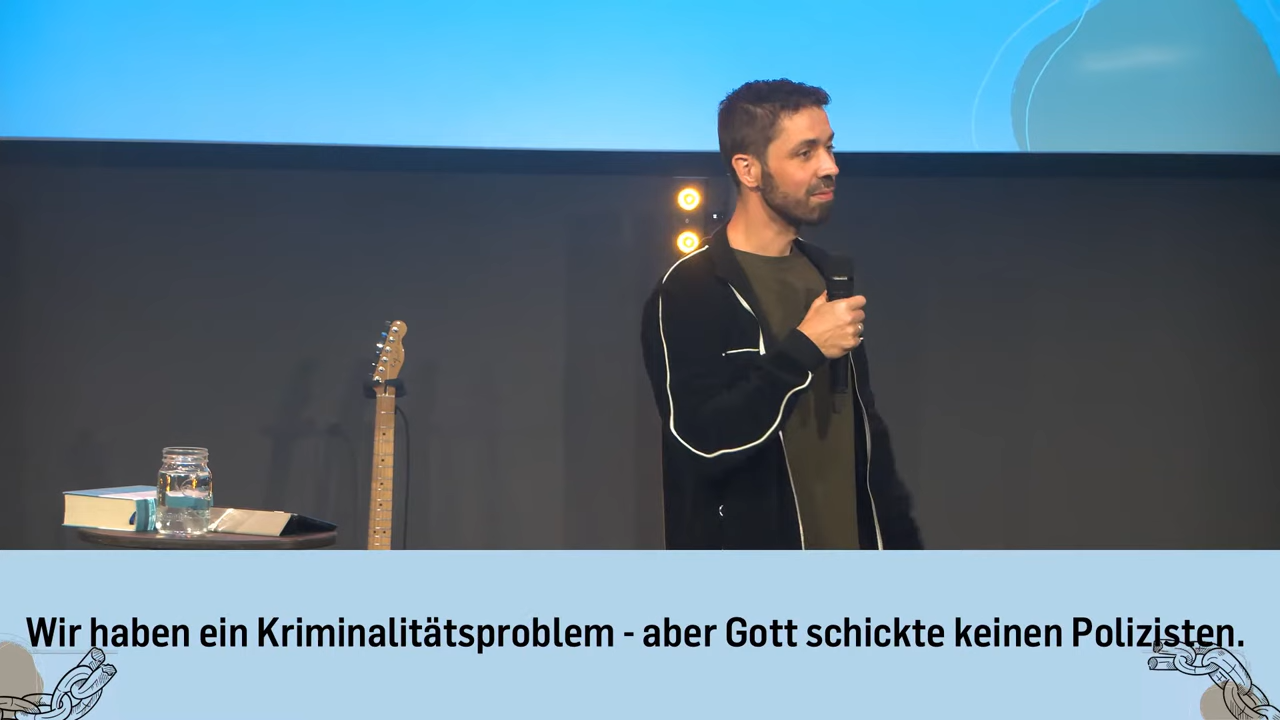 Wir haben ein Kriminalitätsproblem - aber Gott schickte keinen Polizisten.